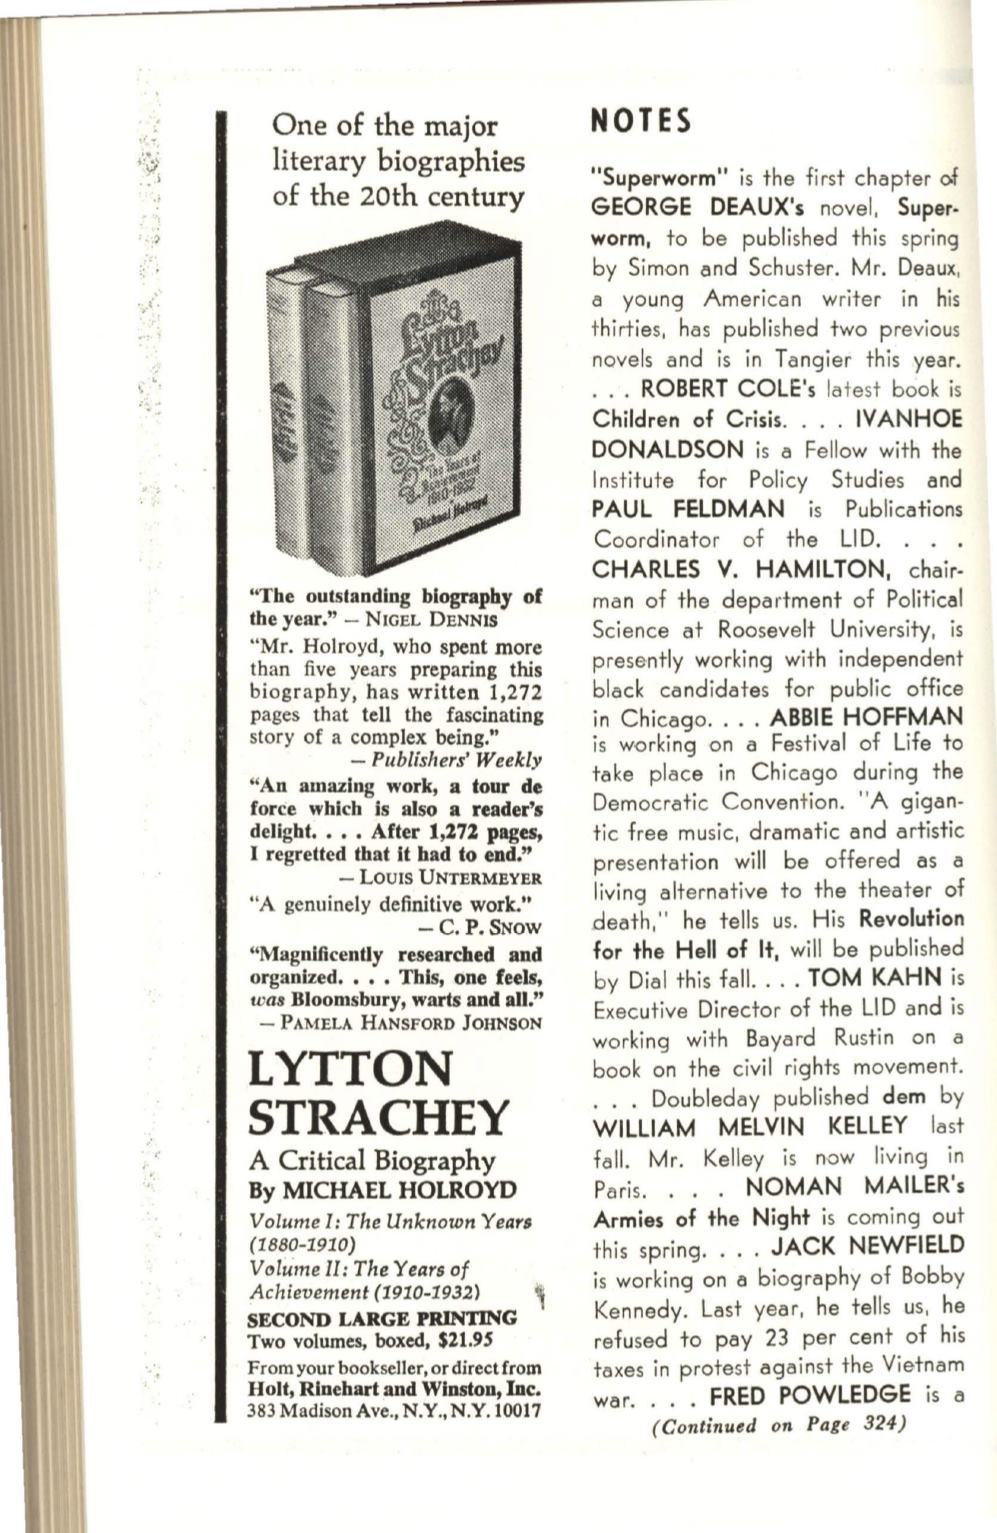 One of the major
literary biographies
of the 20th century
Lytton
Strachey
The Years of
Achievement
1910-1932
Michael Holroyd
"The outstanding biography of
the year." — NIGEL DENNIS
"Mr. Holroyd, who spent more
than five years preparing this
biography, has written 1,272
pages that tell the fascinating
story of a complex being."
— Publishers' Weekly
"An amazing work, a tour de
force which is also a reader's
delight. . . . After 1,272 pages,
I regretted that it had to end."
— LOUIS UNTERMEYER
"A genuinely definitive work."
— C. P. SNOW
"Magnificently researched and
organized. . . . This, one feels,
was Bloomsbury, warts and all."
— PAMELA HANSFORD JOHNSON
LYTTON
STRACHEY
A Critical Biography
By MICHAEL HOLROYD
Volume I: The Unknown Years
(1880-1910)
Volume II: The Years of
Achievement (1910-1932)
SECOND LARGE PRINTING
Two volumes, boxed, $21.95
From your bookseller, or direct from
Holt, Rinehart and Winston, Inc.
383 Madison Ave., N.Y., N.Y. 10017
NOTES
"Superworm" is the first chapter of
GEORGE DEAUX's novel, Super-
worm, to be published this spring
by Simon and Schuster. Mr. Deaux,
a young American writer in his
thirties, has published two previous
novels and is in Tangier this year.
. . . ROBERT COLE's latest book is
Children of Crisis. . . . IVANHOE
DONALDSON is a Fellow with the
Institute for Policy Studies and
PAUL FELDMAN is Publications
Coordinator of the LID. . . .
CHARLES V. HAMILTON, chair-
man of the department of Political
Science at Roosevelt University, is
presently working with independent
black candidates for public office
in Chicago. . . . ABBIE HOFFMAN
is working on a Festival of Life to
take place in Chicago during the
Democratic Convention. "A gigan-
tic free music, dramatic and artistic
presentation will be offered as a
living alternative to the theater of
death," he tells us. His Revolution
for the Hell of It, will be published
by Dial this fall. . . . TOM KAHN is
Executive Director of the LID and is
working with Bayard Rustin on a
book on the civil rights movement.
. . . Doubleday published dem by
WILLIAM MELVIN KELLEY last
fall. Mr. Kelley is now living in
Paris. . . . NOMAN MAILER's
Armies of the Night is coming out
this spring. . . . JACK NEWFIELD
is working on a biography of Bobby
Kennedy. Last year, he tells us, he
refused to pay 23 per cent of his
taxes in protest against the Vietnam
war. . . . FRED POWLEDGE is a
(Continued on Page 324)